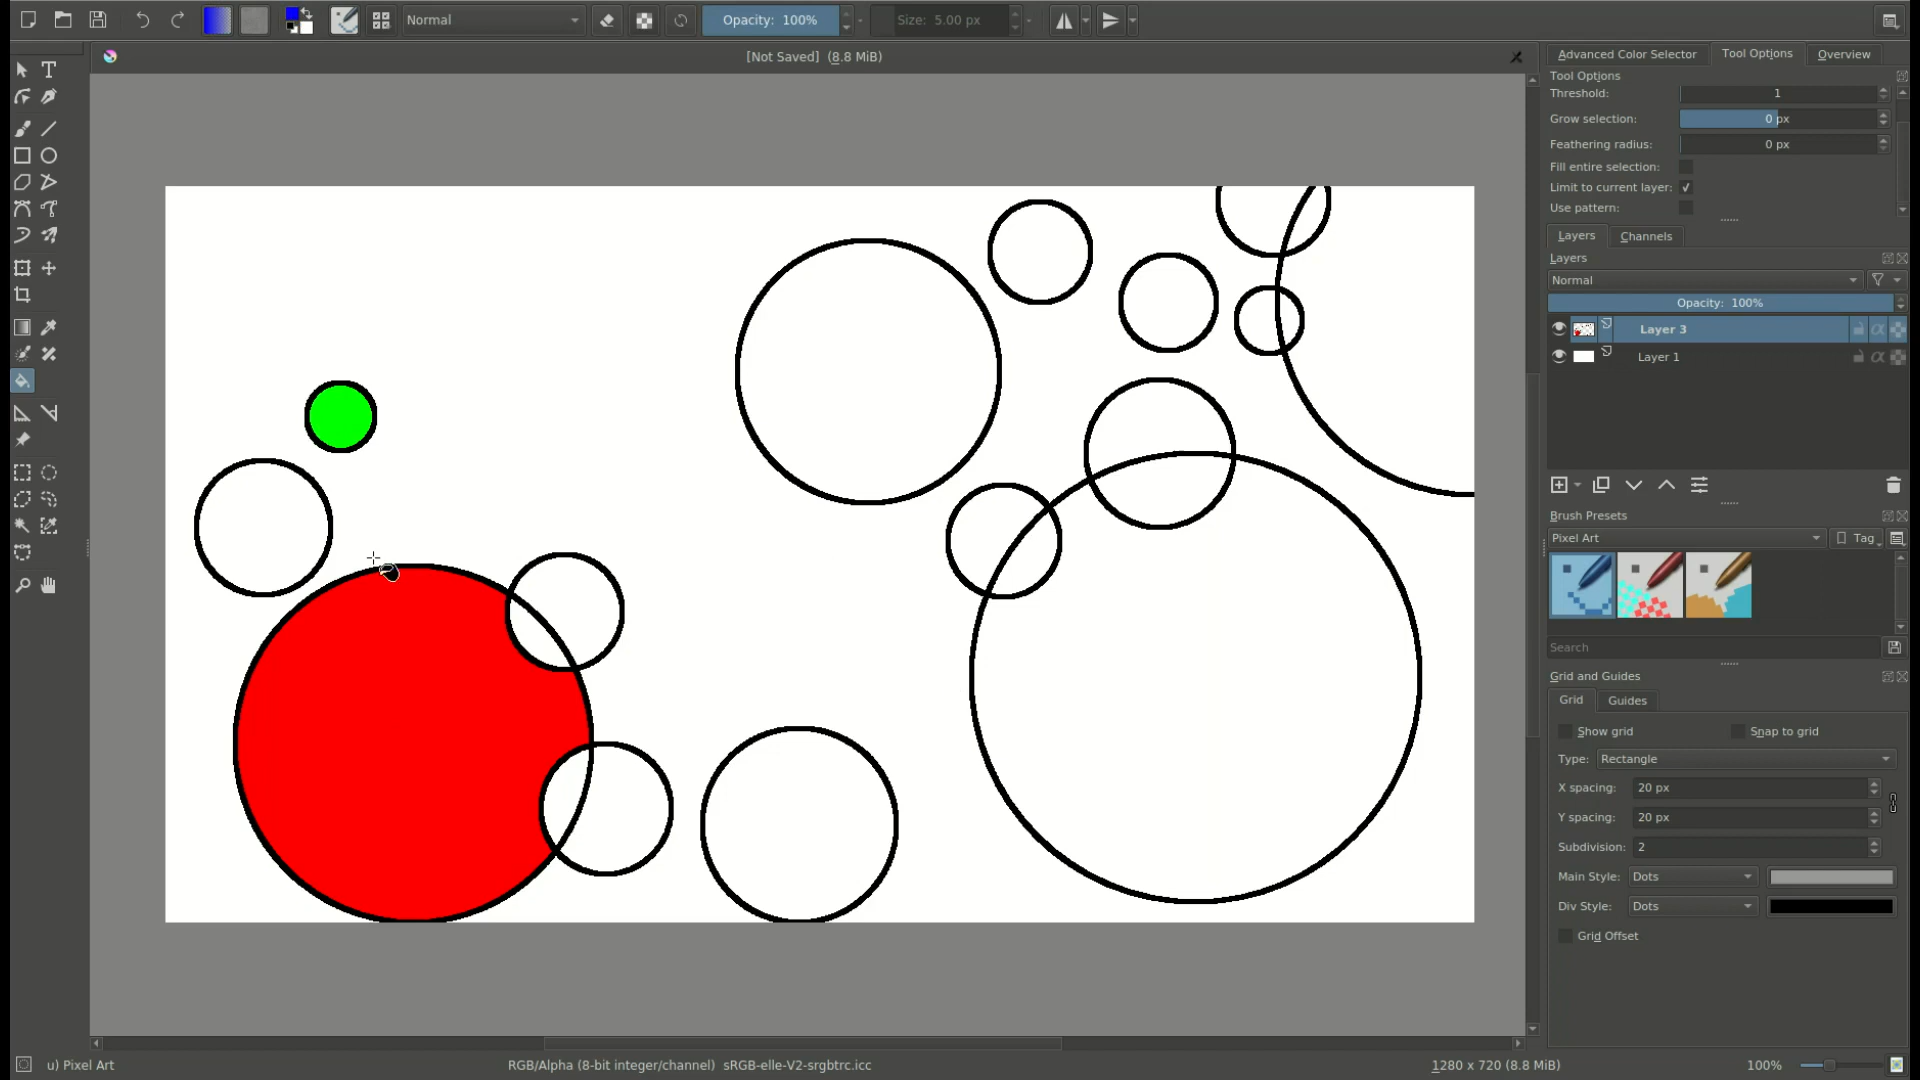 Normal
Opacity: 100%
Size: 5.00 px
[Not Saved] (8.8 MiB)
Advanced Color Selector
Tool Options
Overview
Tool Options
Threshold: 1
Grow selection: 0 px
Feathering radius: 0 px
Fill entire selection:
Limit to current layer:
Use pattern:
Layers
Channels
Layers
Normal
Opacity: 100%
Layer 3
Layer 1
Brush Presets
Pixel Art
Tag
Search
Grid and Guides
Grid
Guides
Show grid
Snap to grid
Type: Rectangle
X spacing: 20 px
Y spacing: 20 px
Subdivision: 2
Main Style: Dots
Div Style: Dots
Grid Offset
u) Pixel Art
RGB/Alpha (8-bit integer/channel) sRGB-elle-V2-srgbtrc.icc
1280 x 720 (8.8 MiB)
100%